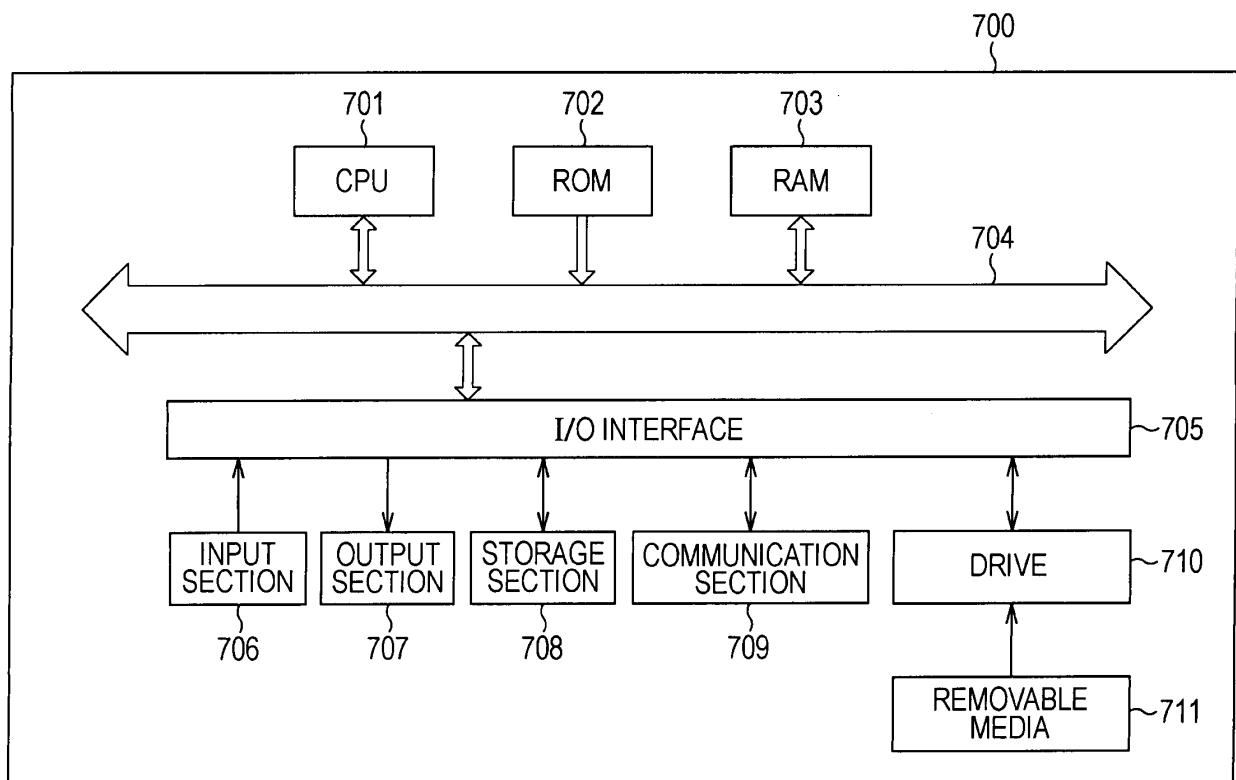 700
701
702
703
CPU
ROM
RAM
704
I/O INTERFACE
705
INPUT
SECTION
OUTPUT
SECTION
STORAGE
SECTION
COMMUNICATION
SECTION
DRIVE
710
706
707
708
709
REMOVABLE
MEDIA
711